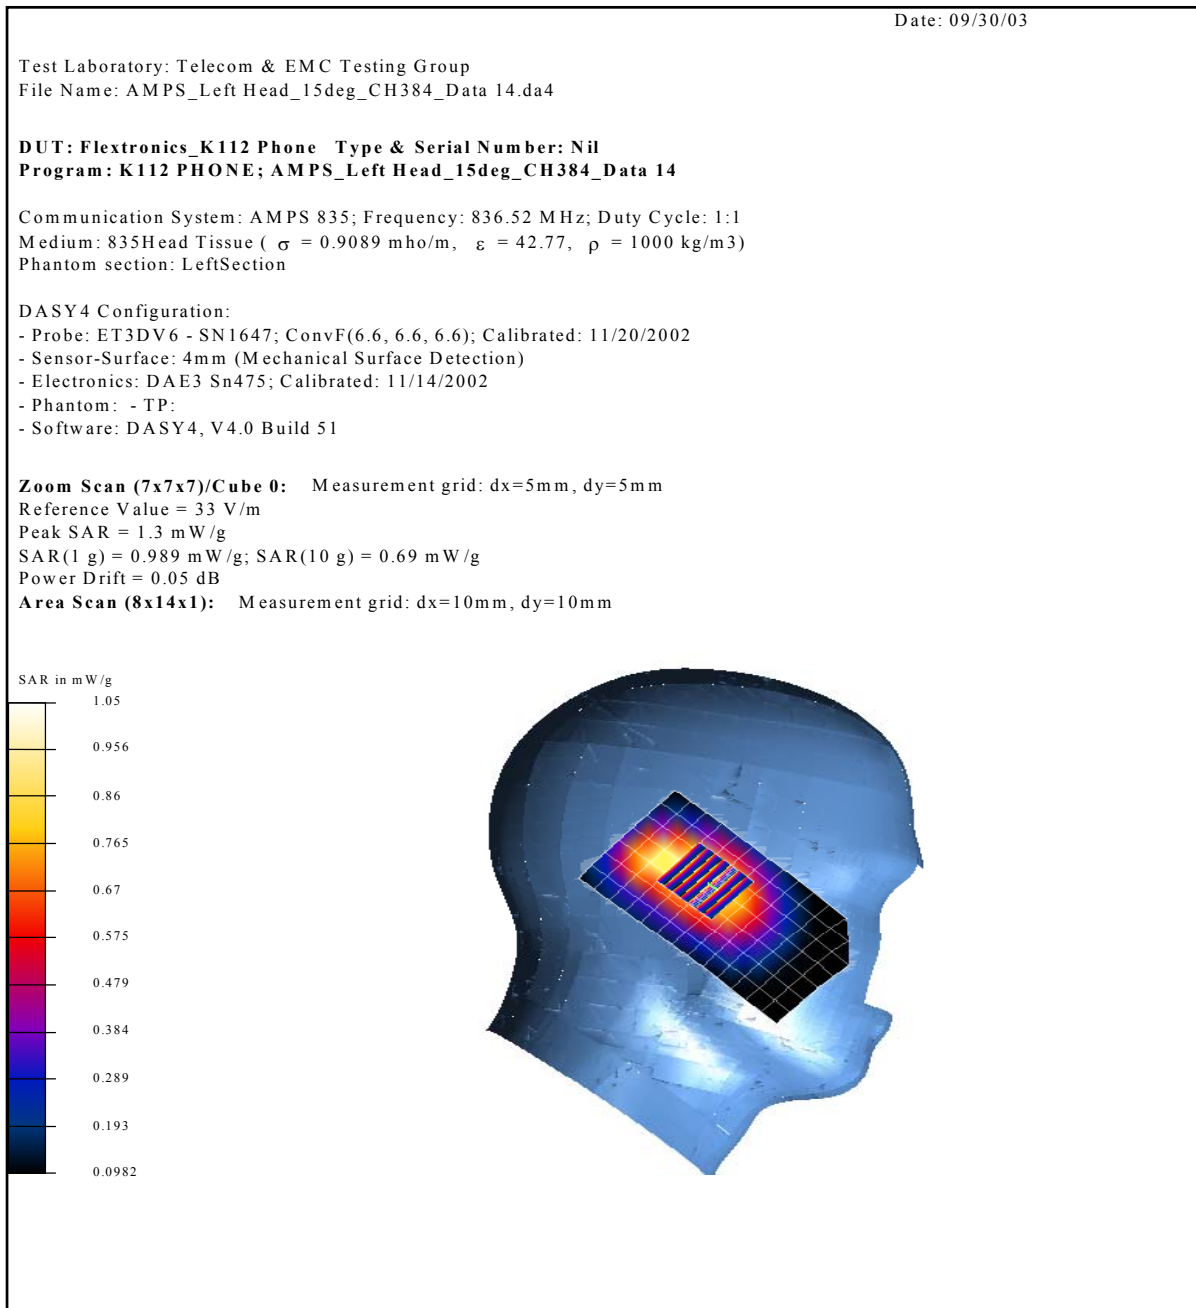 Date: 09/30/03
Test Laboratory: Telecom & EMC Testing Group
File Name: AMPS_Left Head_15deg_CH384_Data 14.da4
DUT: Flextronics_K112 Phone Type & Serial Number: Nil
Program: K112 PHONE; AMPS_Left Head_15deg_CH384_Data 14
Communication System: AMPS 835; Frequency: 836.52 MHz; Duty Cycle: 1:1
Medium: 835Head Tissue ( σ = 0.9089 mho/m, ε = 42.77, ρ = 1000 kg/m3)
Phantom section: LeftSection
DASY4 Configuration:
- Probe: ET3DV6 - SN1647; ConvF(6.6, 6.6, 6.6); Calibrated: 11/20/2002
- Sensor-Surface: 4mm (Mechanical Surface Detection)
- Electronics: DAE3 Sn475; Calibrated: 11/14/2002
- Phantom: - TP:
- Software: DASY4, V4.0 Build 51
Zoom Scan (7x7x7)/Cube 0: Measurement grid: dx=5mm, dy=5mm
Reference Value = 33 V/m
Peak SAR = 1.3 mW/g
SAR(1 g) = 0.989 mW/g; SAR(10 g) = 0.69 mW/g
Power Drift = 0.05 dB
Area Scan (8x14x1): Measurement grid: dx=10mm, dy=10mm
SAR in mW/g
1.05
0.956
0.86
0.765
0.67
0.575
0.479
0.384
0.289
0.193
0.0982